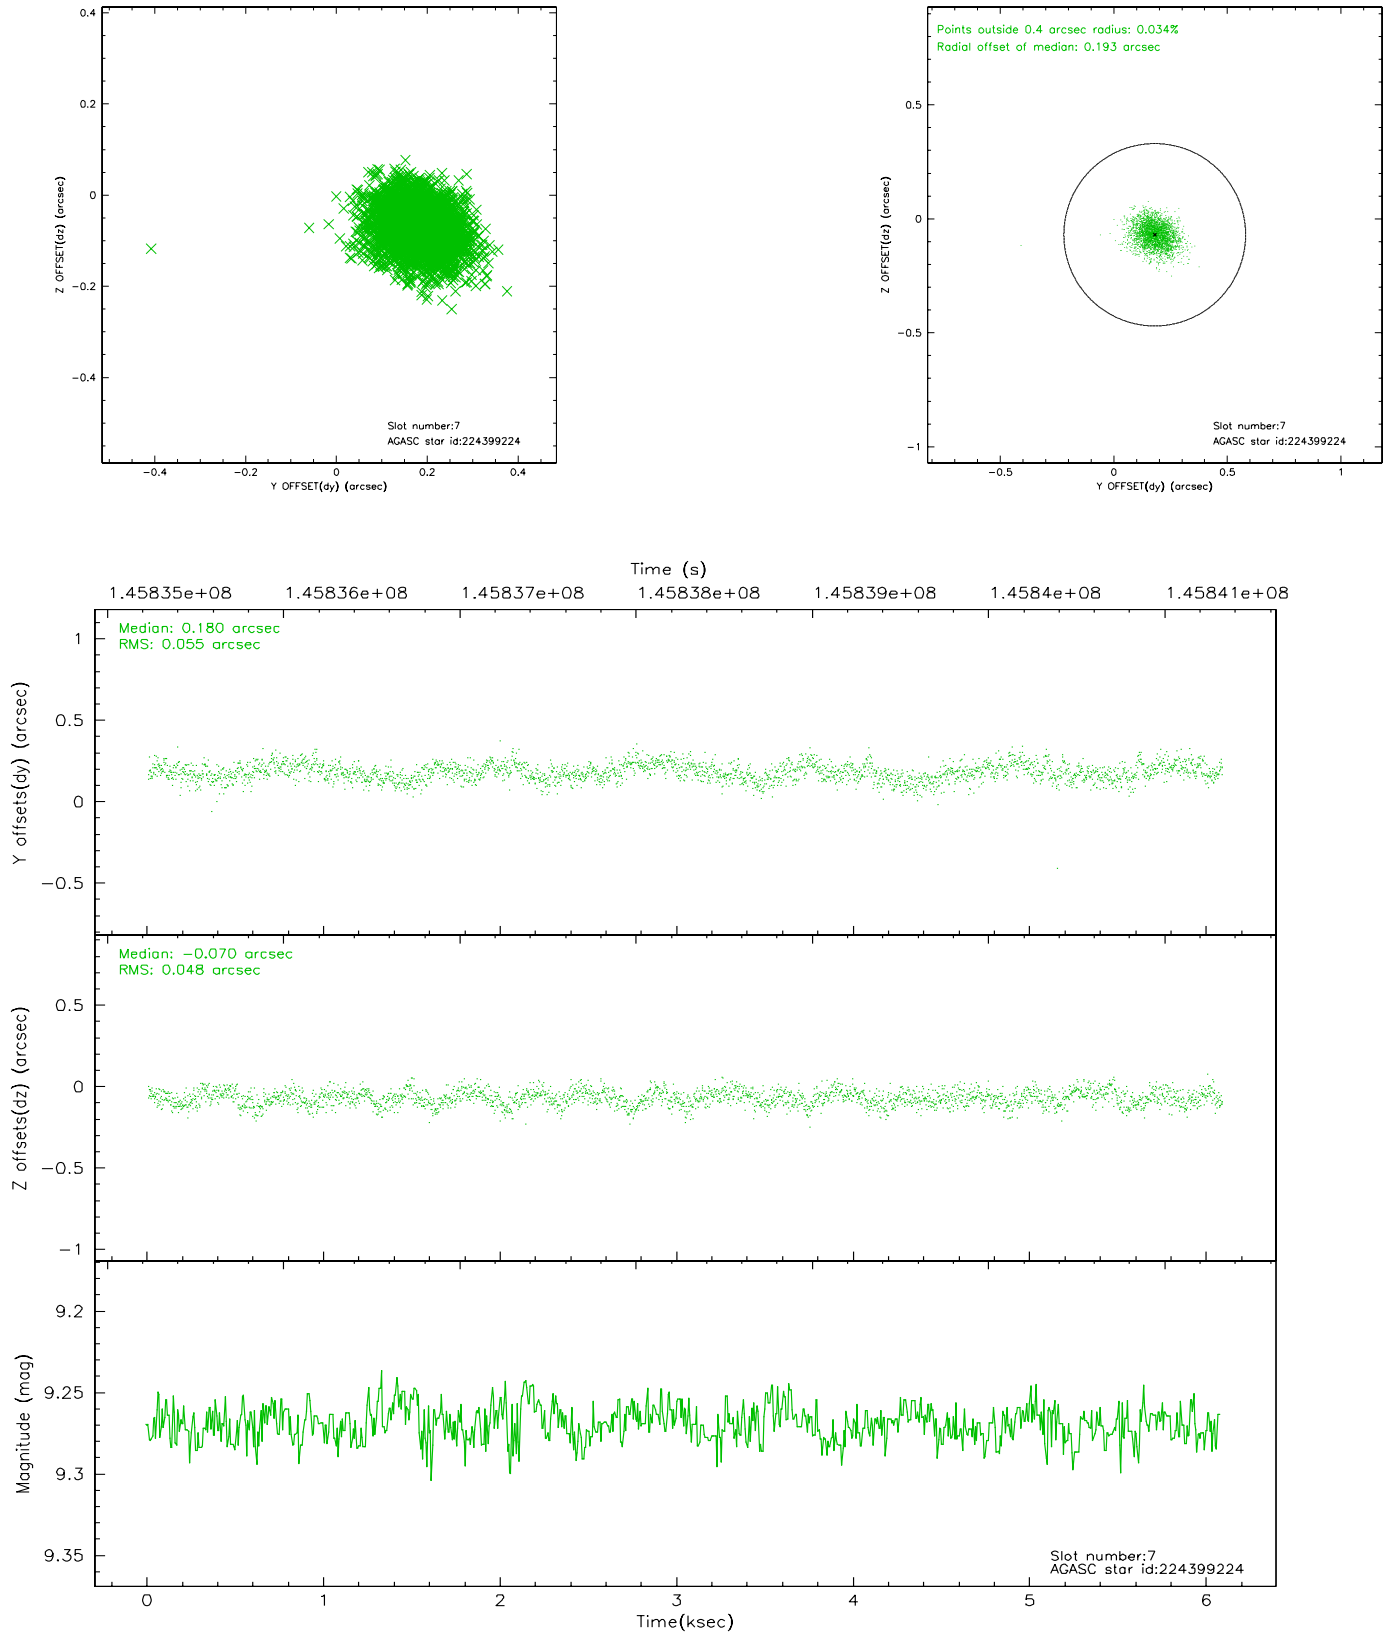 0.4
0.2
0
−0.2
−0.4
Z OFFSET(dz) (arcsec)
Slot number:7
AGASC star id:224399224
−0.4 −0.2 0 0.2 0.4
Y OFFSET(dy) (arcsec)
Points outside 0.4 arcsec radius: 0.034%
Radial offset of median: 0.193 arcsec
0.5
0
−0.5
−1
Z OFFSET(dz) (arcsec)
Slot number:7
AGASC star id:224399224
−0.5 0 0.5 1
Y OFFSET(dy) (arcsec)
Time (s)
1.45835e+08 1.45836e+08 1.45837e+08 1.45838e+08 1.45839e+08 1.4584e+08 1.45841e+08
Median: 0.180 arcsec
RMS: 0.055 arcsec
1
0.5
0
−0.5
Y offsets(dy) (arcsec)
Median: −0.070 arcsec
RMS: 0.048 arcsec
0.5
0
−0.5
−1
Z offsets(dz) (arcsec)
9.2
9.25
9.3
9.35
Magnitude (mag)
Slot number:7
AGASC star id:224399224
0 1 2 3 4 5 6
Time(ksec)